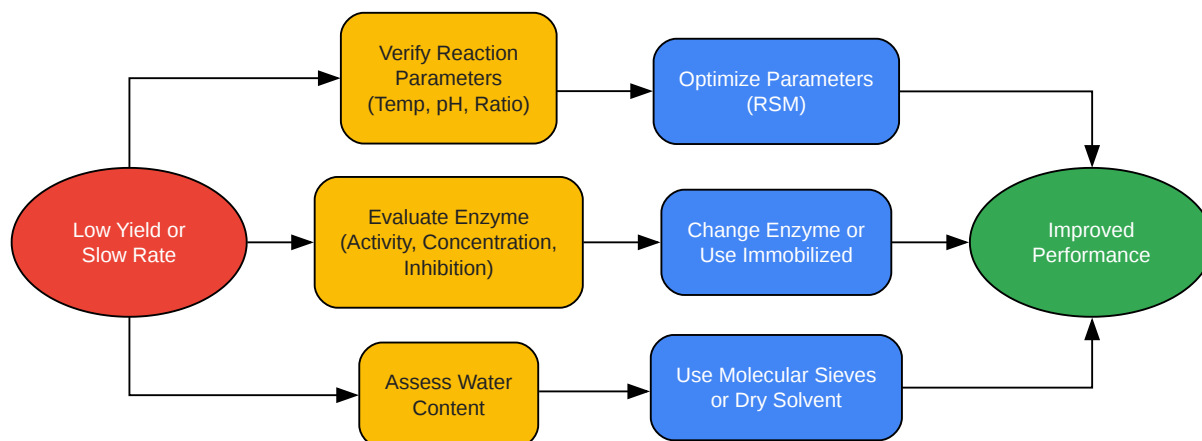 Verify Reaction
Parameters
(Temp, pH, Ratio)
Optimize Parameters
(RSM)
Low Yield or
Slow Rate
Evaluate Enzyme
(Activity, Concentration,
Inhibition)
Change Enzyme or
Use Immobilized
Improved
Performance
Assess Water
Content
Use Molecular Sieves
or Dry Solvent